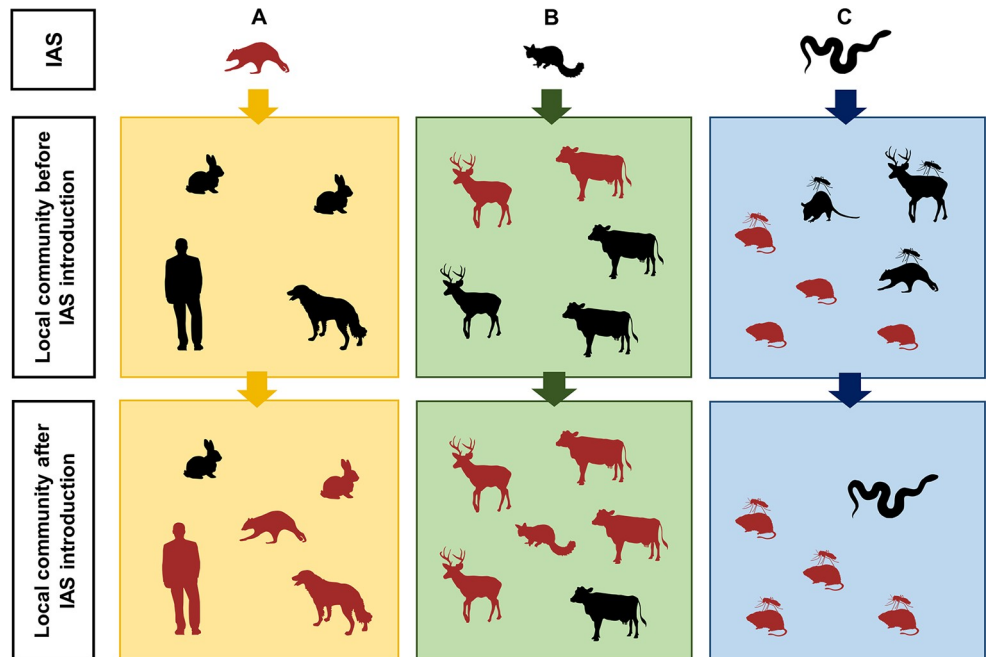 A
B
C
IAS
Local community before
IAS introduction
Local community after
IAS introduction